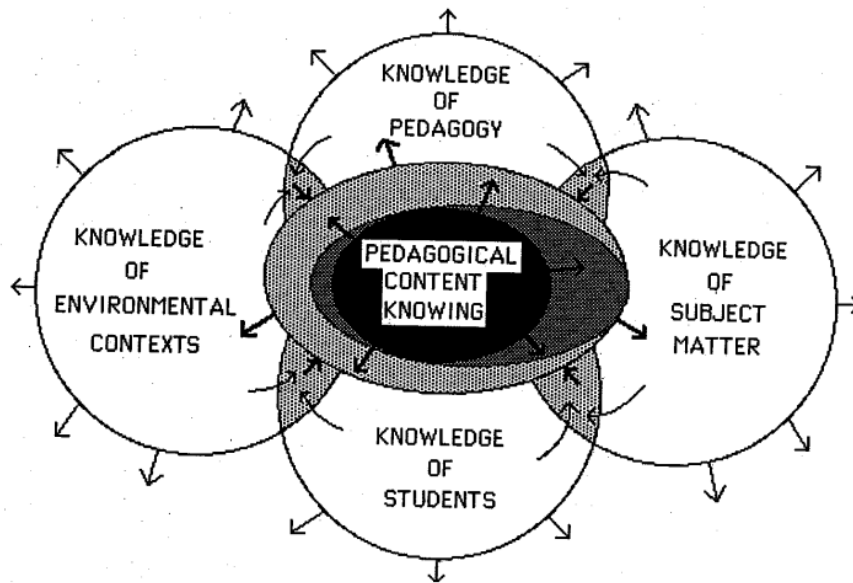 KNOWLEDGE
OF
PEDAGOGY
KNOWLEDGE
OF
ENVIRONMENTAL
CONTEXTS
PEDAGOGICAL
CONTENT
KNOWING
KNOWLEDGE
OF
SUBJECT
MATTER
KNOWLEDGE
OF
STUDENTS